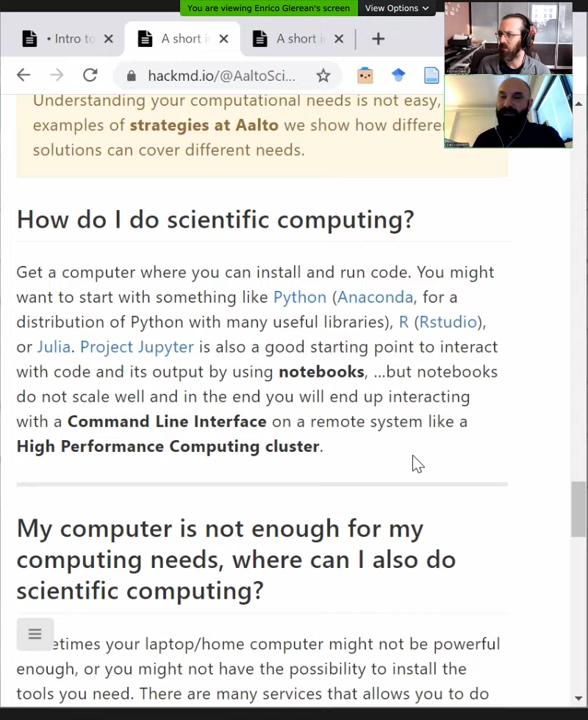 You are viewing Enrico Glerean's screen
View Options
• Intro to
A short i
A short i
hackmd.io/@AaltoSci...
Understanding your computational needs is not easy,
examples of strategies at Aalto we show how differe
solutions can cover different needs.
How do I do scientific computing?
Get a computer where you can install and run code. You might
want to start with something like Python (Anaconda, for a
distribution of Python with many useful libraries), R (Rstudio),
or Julia. Project Jupyter is also a good starting point to interact
with code and its output by using notebooks, ...but notebooks
do not scale well and in the end you will end up interacting
with a Command Line Interface on a remote system like a
High Performance Computing cluster.
My computer is not enough for my
computing needs, where can I also do
scientific computing?
etimes your laptop/home computer might not be powerful
enough, or you might not have the possibility to install the
tools you need. There are many services that allows you to do